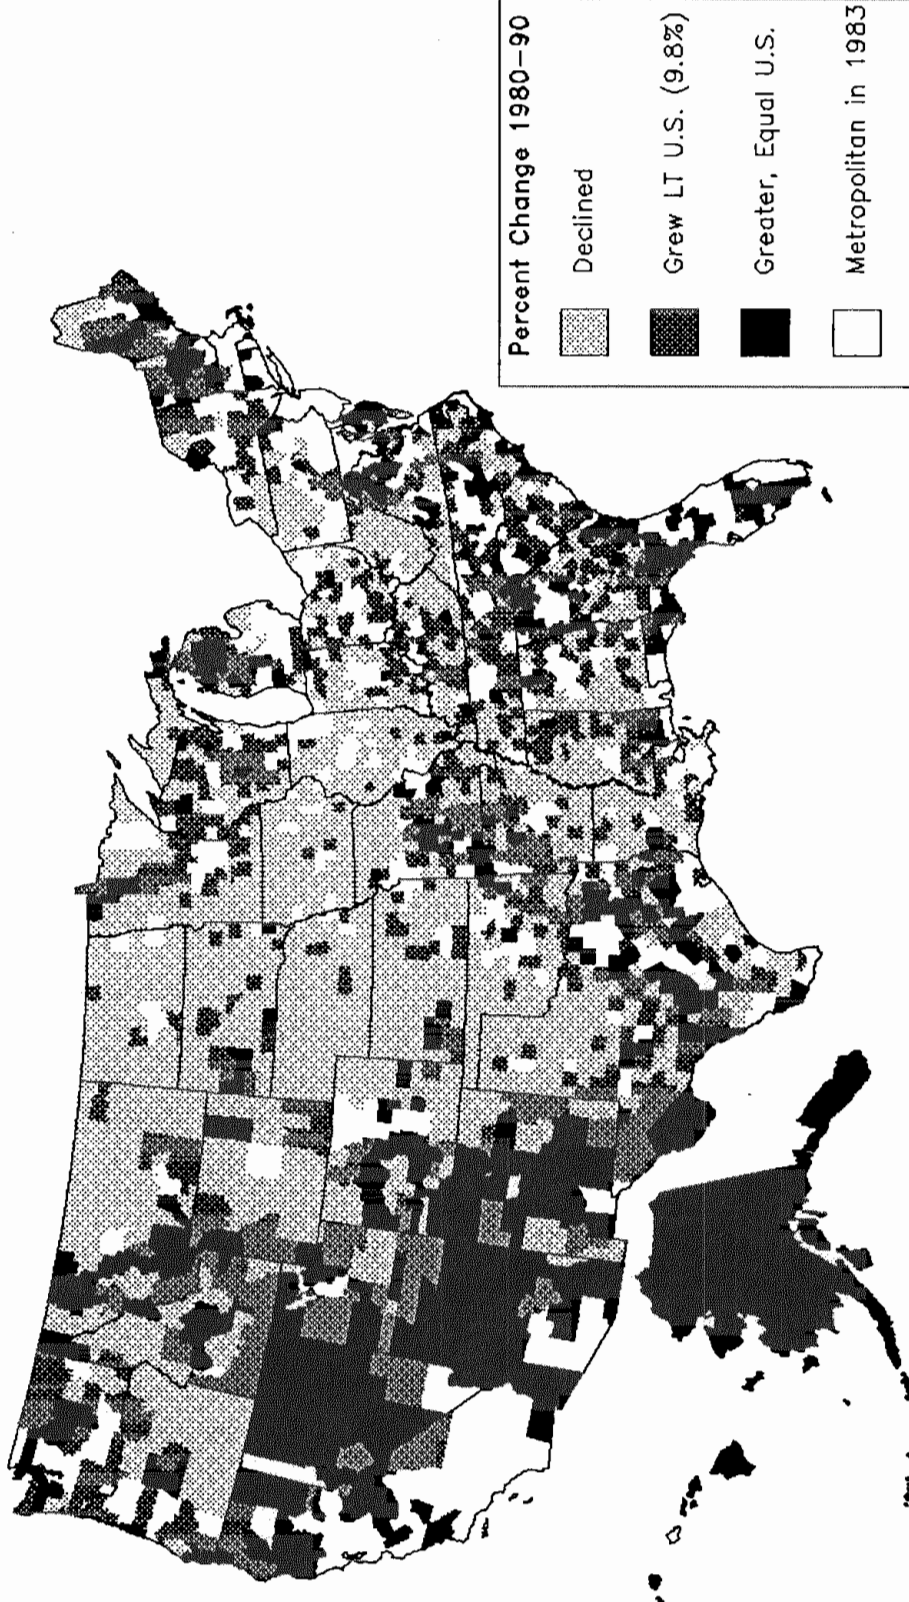 Percent Change 1980-90
Declined
Grew LT U.S. (9.8%)
Greater, Equal U.S.
Metropolitan in 1983